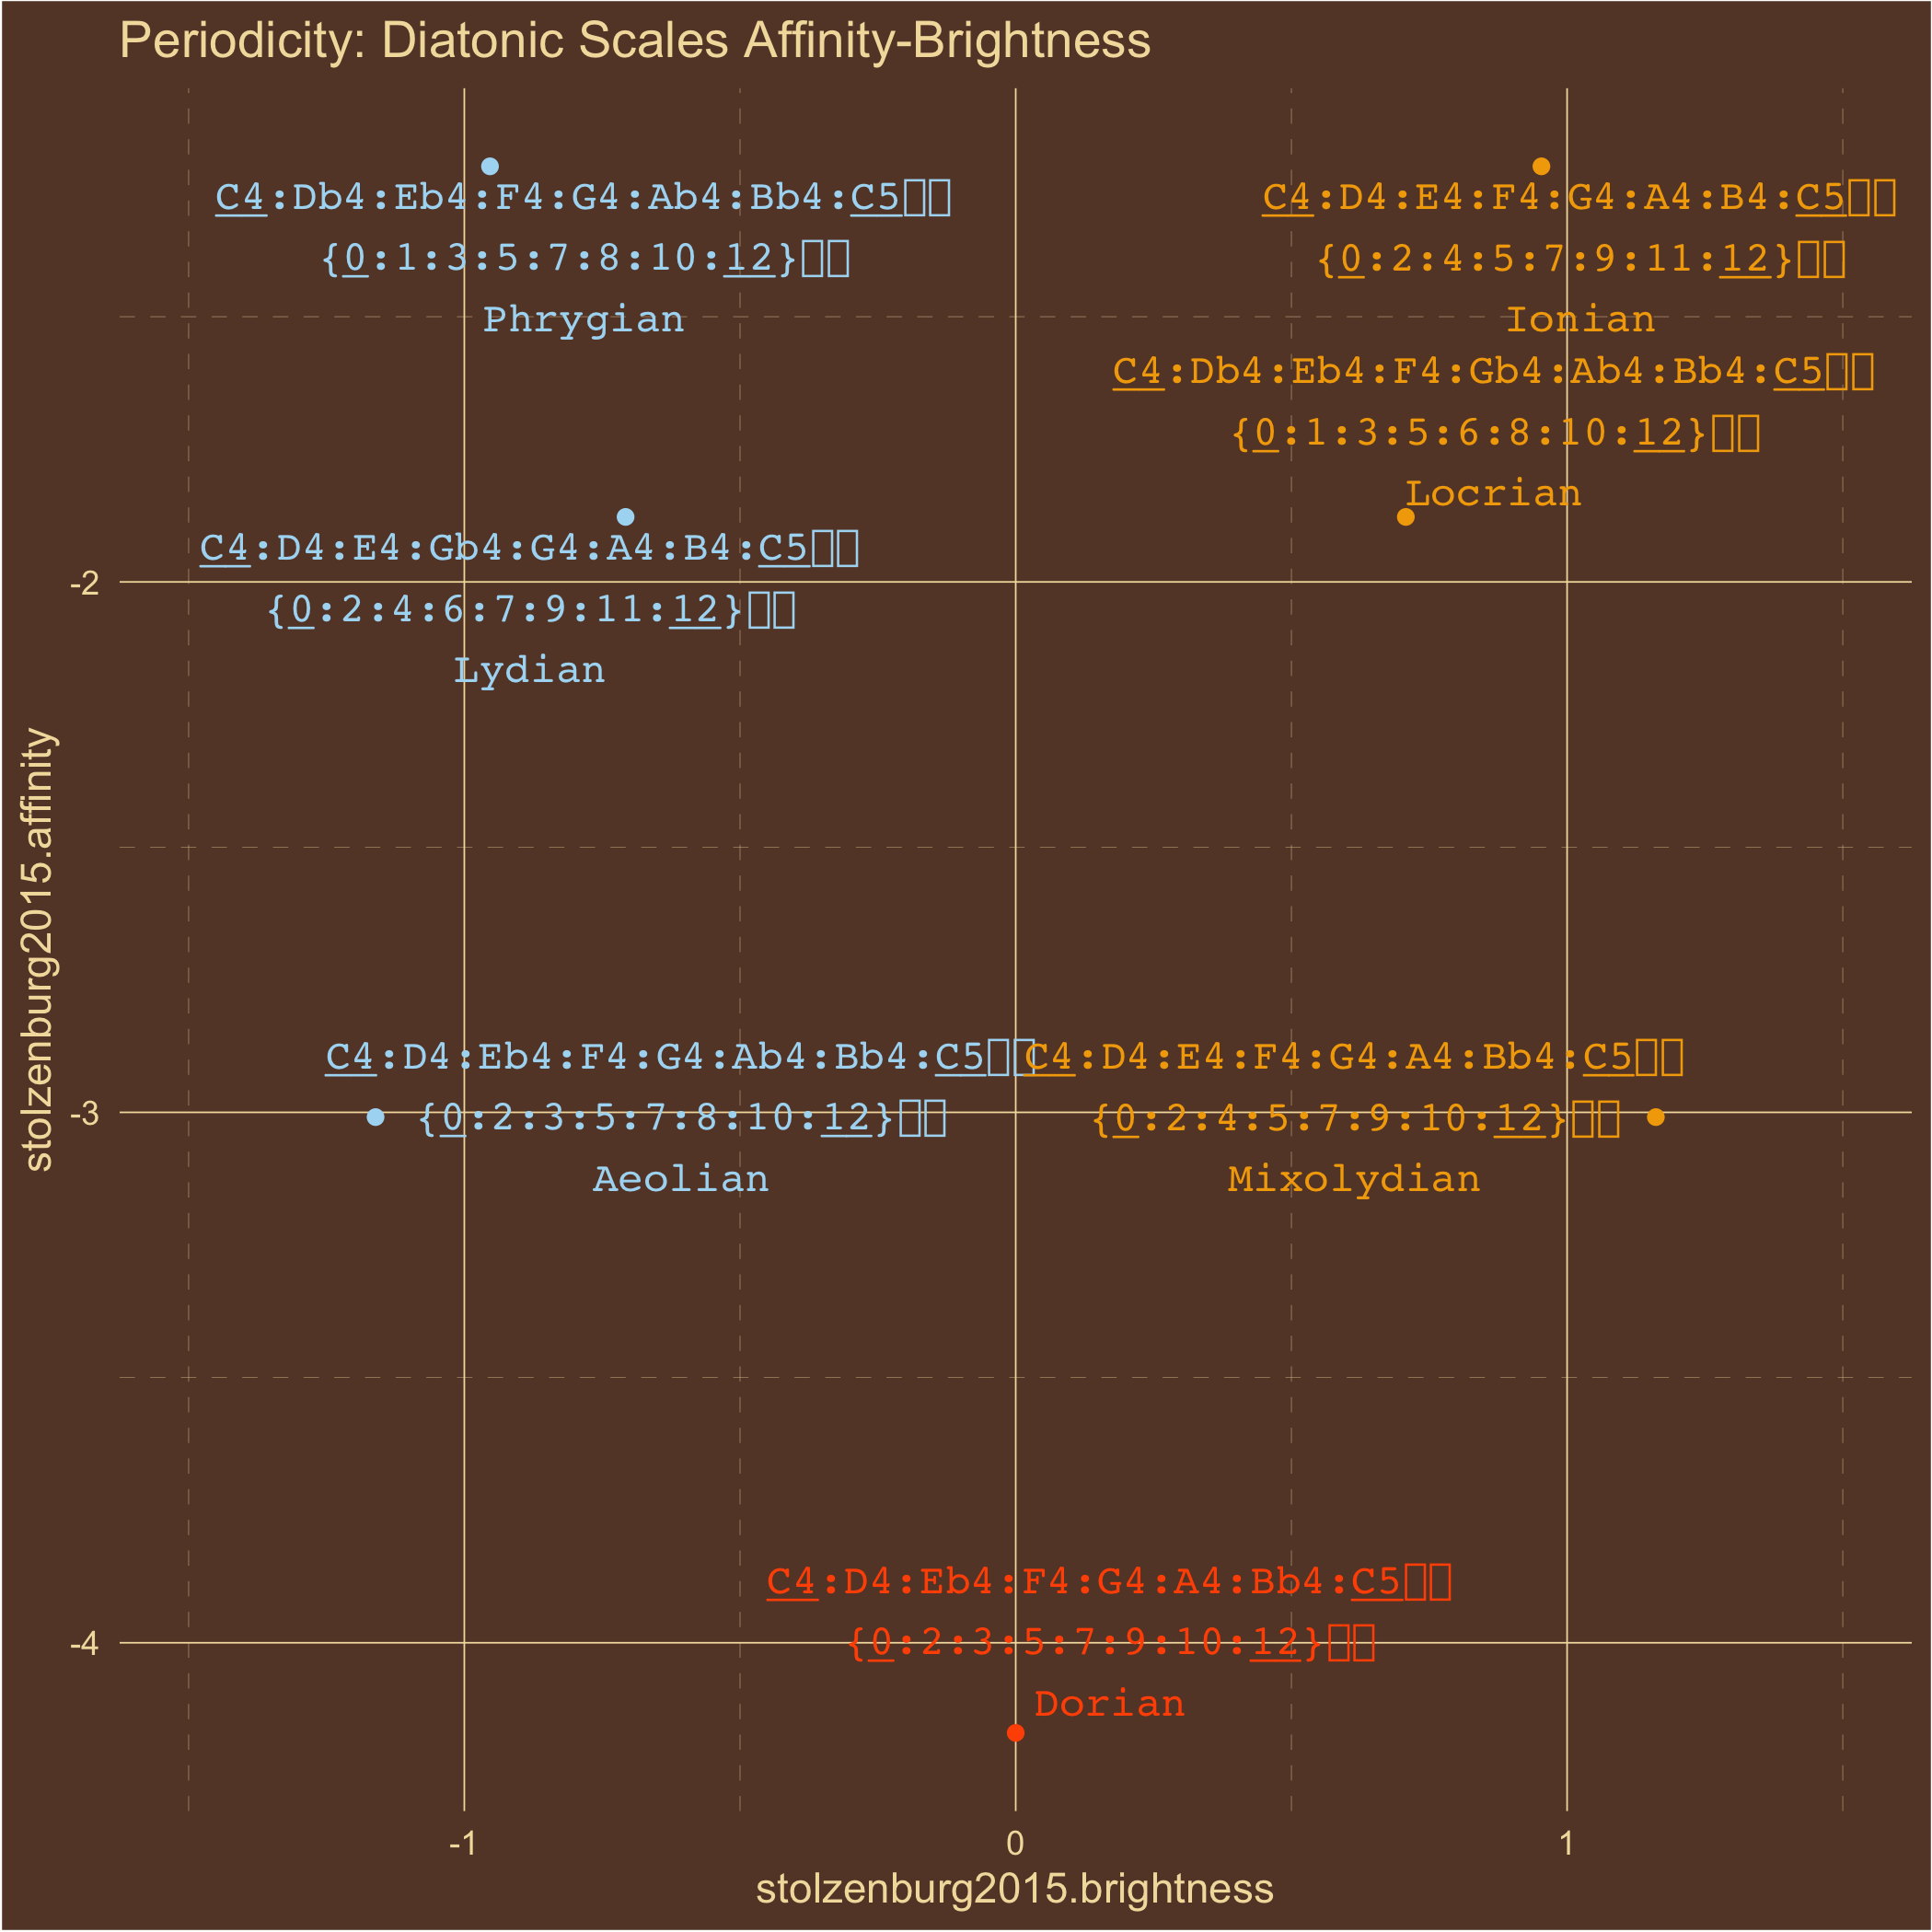 Periodicity: Diatonic Scales Affinity-Brightness
C4:Db4:Eb4:F4:G4:Ab4:Bb4:C5
{0:1:3:5:7:8:10:12}
Phrygian
C4:D4:E4:F4:G4:A4:B4:C5
{0:2:4:5:7:9:11:12}
Ionian
C4:Db4:Eb4:F4:Gb4:Ab4:Bb4:C5
{0:1:3:5:6:8:10:12}
Locrian
C4:D4:E4:Gb4:G4:A4:B4:C5
{0:2:4:6:7:9:11:12}
Lydian
C4:D4:Eb4:F4:G4:Ab4:Bb4:C5
{0:2:3:5:7:8:10:12}
Aeolian
C4:D4:E4:F4:G4:A4:Bb4:C5
{0:2:4:5:7:9:10:12}
Mixolydian
C4:D4:Eb4:F4:G4:A4:Bb4:C5
{0:2:3:5:7:9:10:12}
Dorian
-2
-3
-4
stolzenburg2015.affinity
-1
0
1
stolzenburg2015.brightness